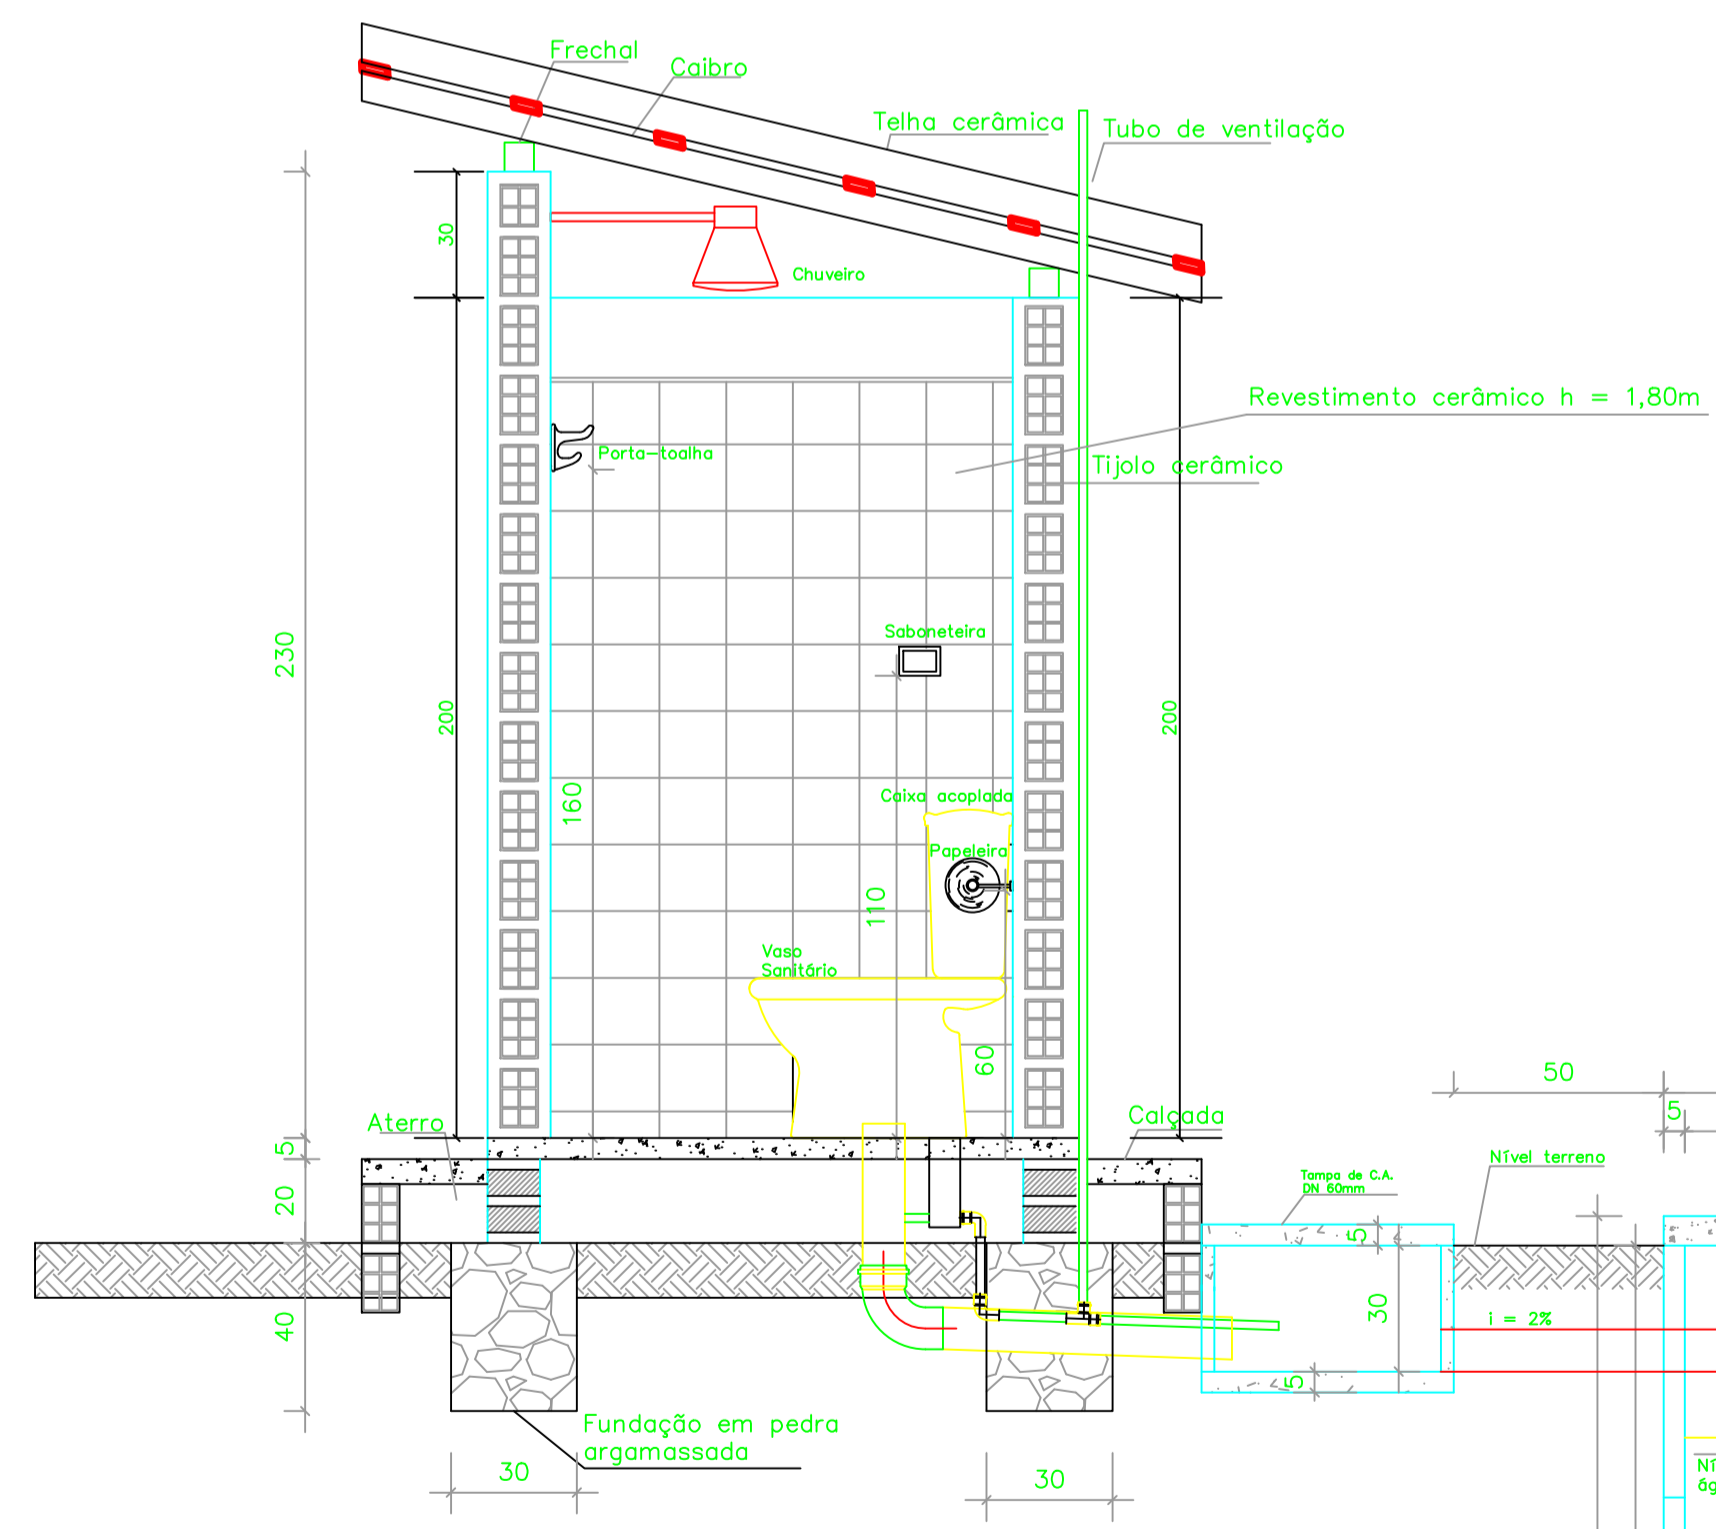 Frechal
Caibro
Telha cerâmica
Tubo de ventilação
30
Chuveiro
Revestimento cerâmico h = 1,80m
Porta-toalha
Tijolo cerâmico
Saboneteira
230
200
200
160
Caixa acoplada
Papeleira
110
Vaso
Sanitário
60
50
5
Aterro
Calçada
5
Nível terreno
Tampa de C.A.
DN 60mm
20
5
40
30
i = 2%
5
Fundação em pedra
argamassada
30
30